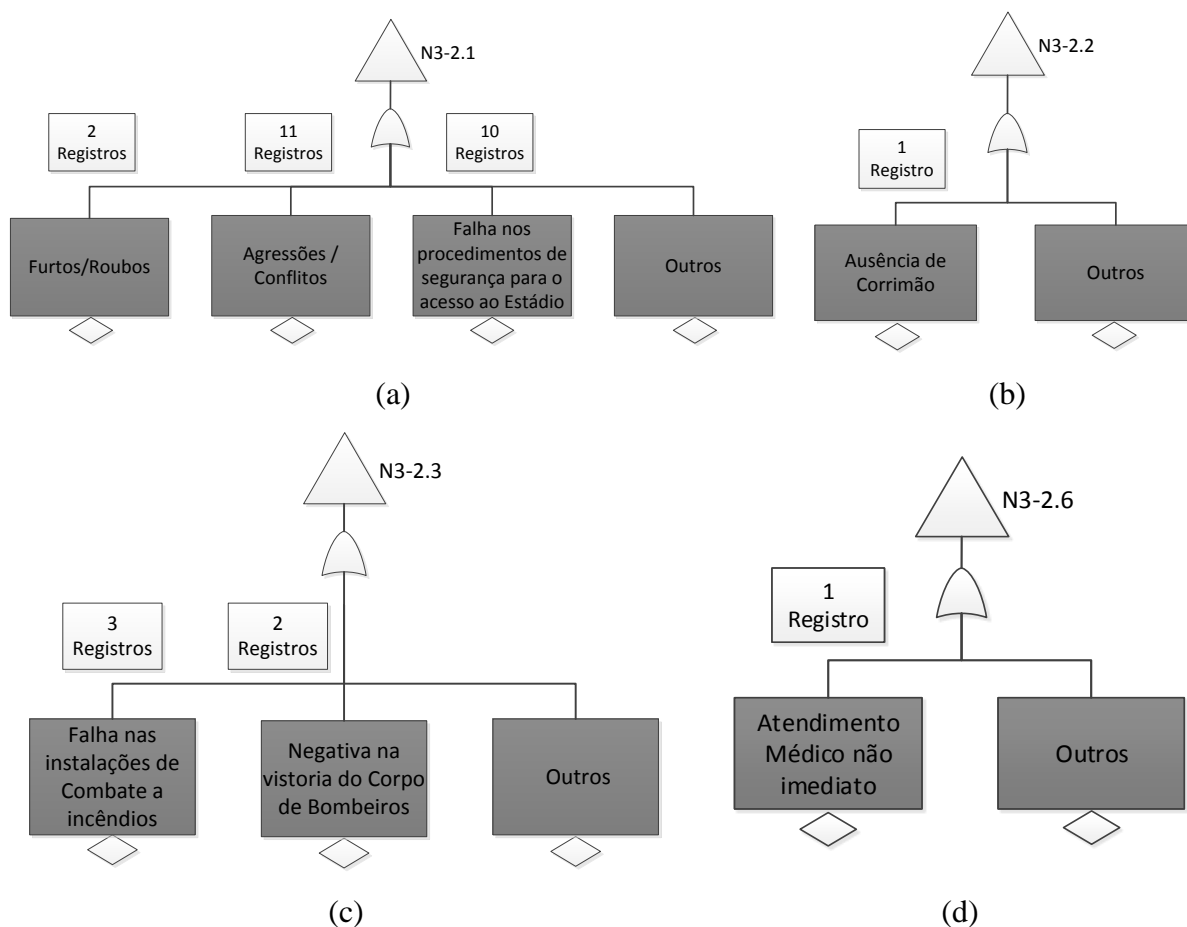 N3-2.1
2
Registros
11
Registros
10
Registros
Furtos/Roubos
Agressões /
Conflitos
Falha nos
procedimentos de
segurança para o
acesso ao Estádio
Outros
(a)
N3-2.2
1
Registro
Ausência de
Corrimão
Outros
(b)
N3-2.3
3
Registros
2
Registros
Falha nas
instalações de
Combate a
incêndios
Negativa na
vistoria do Corpo
de Bombeiros
Outros
(c)
N3-2.6
1
Registro
Atendimento
Médico não
imediato
Outros
(d)